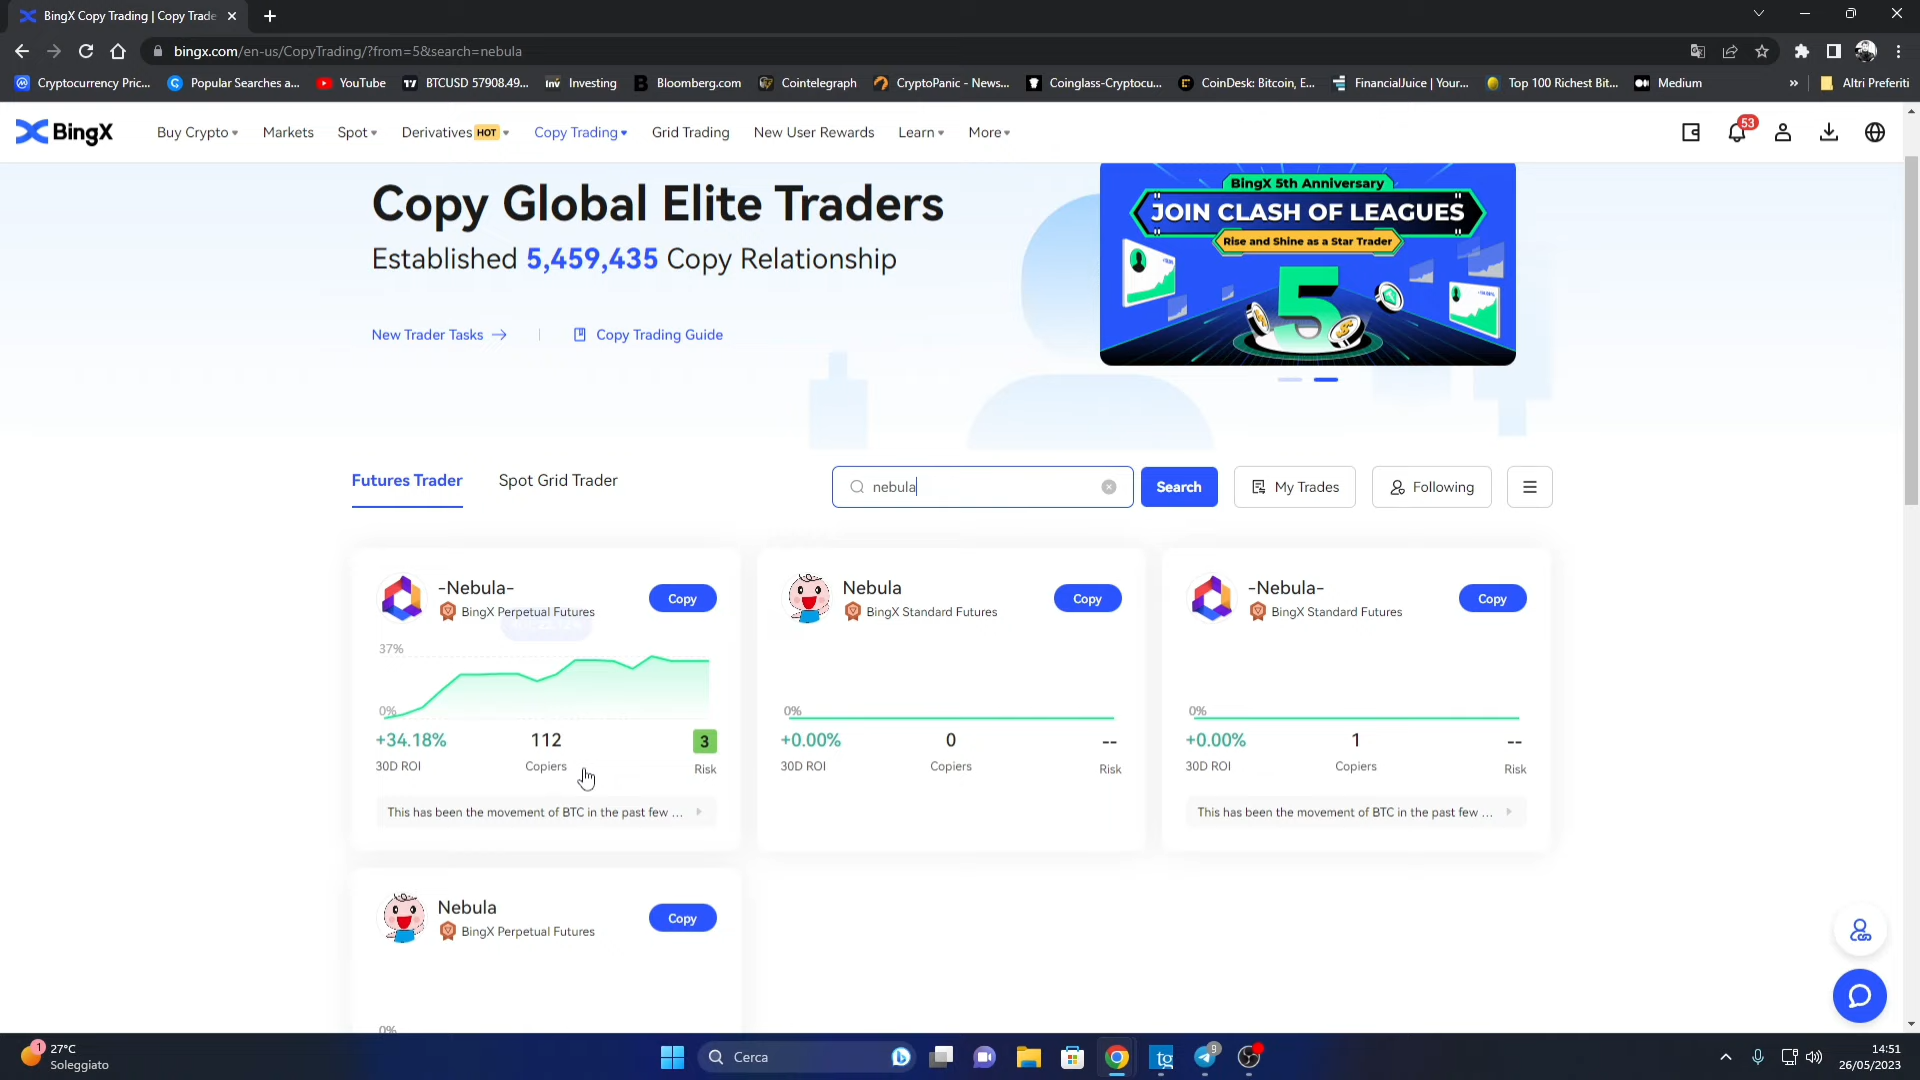 BingX Copy Trading | Copy Trade
bingx.com/en-us/CopyTrading/?from=5&search=nebula
Cryptocurrency Pric...
Popular Searches a...
YouTube
BTCUSD 57908.49...
Investing
Bloomberg.com
Cointelegraph
CryptoPanic - News...
Coinglass-Cryptocu...
CoinDesk: Bitcoin, E...
FinancialJuice | Your...
Top 100 Richest Bit...
Medium
»
Altri Preferiti
BingX
Buy Crypto
Markets
Spot
Derivatives HOT
Copy Trading
Grid Trading
New User Rewards
Learn
More
53
Copy Global Elite Traders
Established 5,459,435 Copy Relationship
New Trader Tasks
Copy Trading Guide
BingX 5th Anniversary
"JOIN CLASH OF LEAGUES"
Rise and Shine as a Star Trader
5
Futures Trader
Spot Grid Trader
nebula
Search
My Trades
Following
-Nebula-
BingX Perpetual Futures
Copy
37%
0%
+34.18%
112
3
30D ROI
Copiers
Risk
This has been the movement of BTC in the past few ...
Nebula
BingX Standard Futures
Copy
0%
+0.00%
0
--
30D ROI
Copiers
Risk
-Nebula-
BingX Standard Futures
Copy
0%
+0.00%
1
--
30D ROI
Copiers
Risk
This has been the movement of BTC in the past few ...
Nebula
BingX Perpetual Futures
Copy
0%
1
27°C
Soleggiato
Cerca
tg
9
14:51
26/05/2023